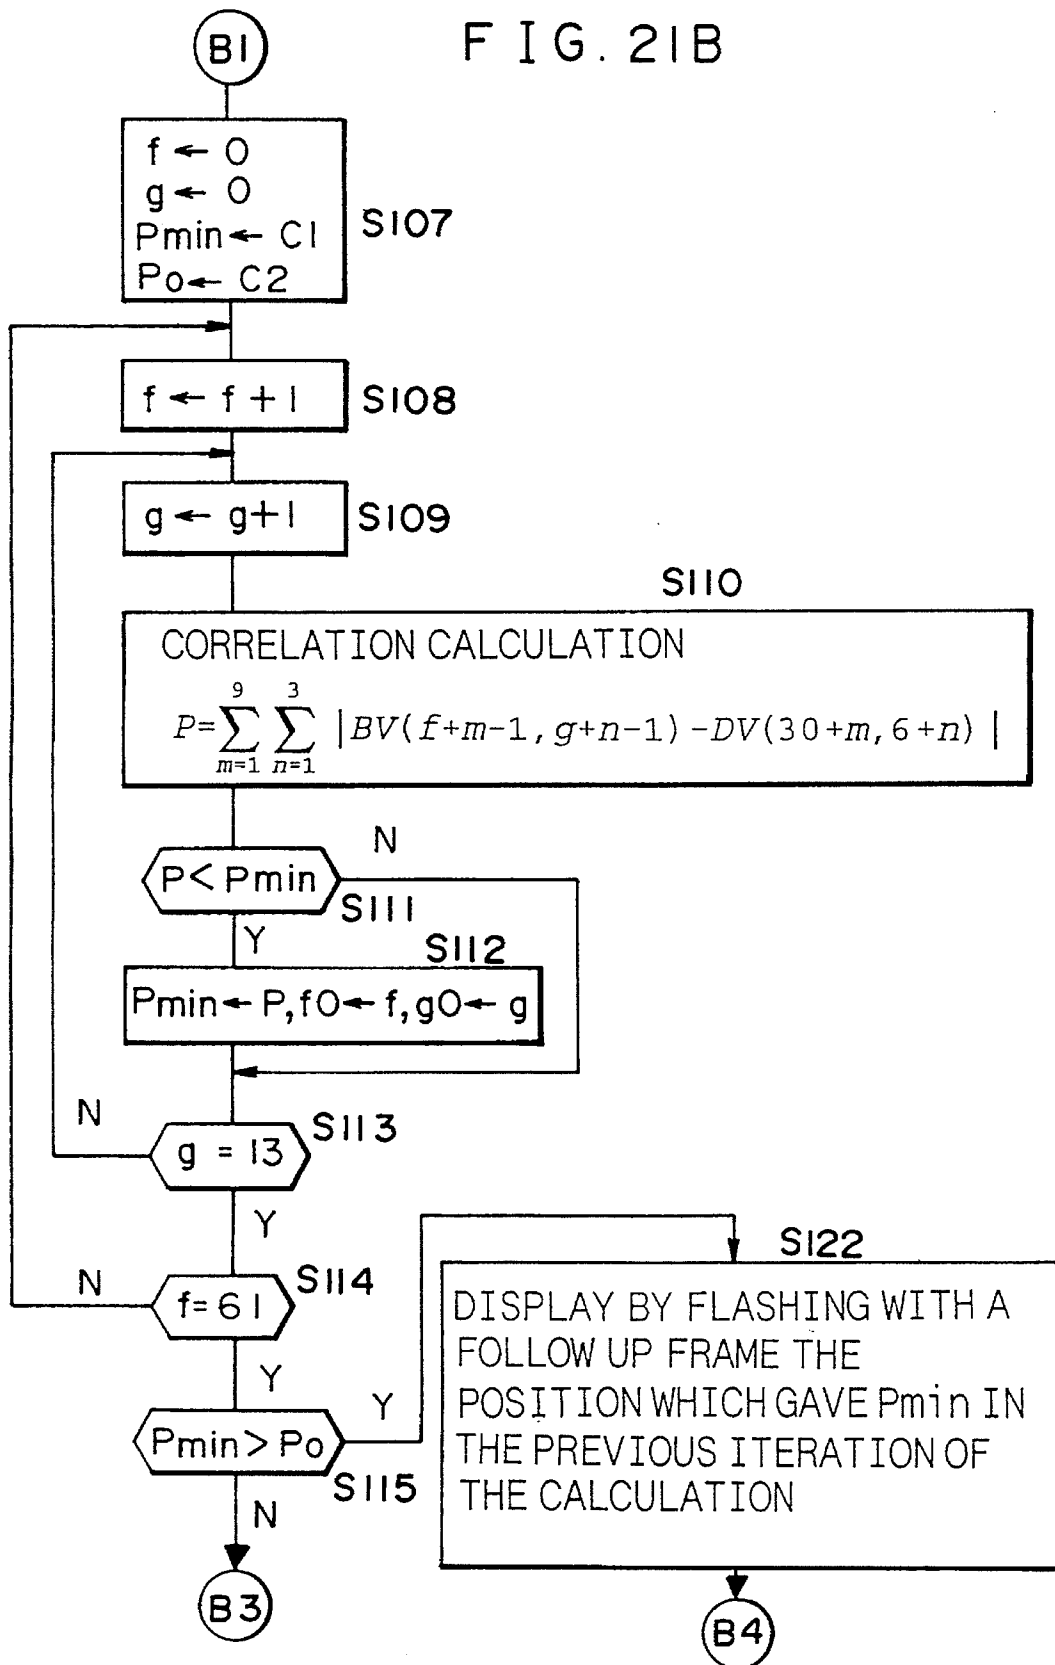 B1
FIG. 21B
f ← 0
g ← 0
Pmin ← C1
Po ← C2
S107
f ← f + 1
S108
g ← g + 1
S109
S110
CORRELATION CALCULATION
P=∑∑|BV(f+m-1,g+n-1)-DV(30+m,6+n)|
9 3
m=1 n=1
P < Pmin
N
S111
Y
S112
Pmin ← P, f0 ← f, g0 ← g
N
S113
g = 13
Y
N
S114
f = 61
Y
Y
Pmin > Po
S115
N
B3
S122
DISPLAY BY FLASHING WITH A
FOLLOW UP FRAME THE
POSITION WHICH GAVE Pmin IN
THE PREVIOUS ITERATION OF
THE CALCULATION
B4